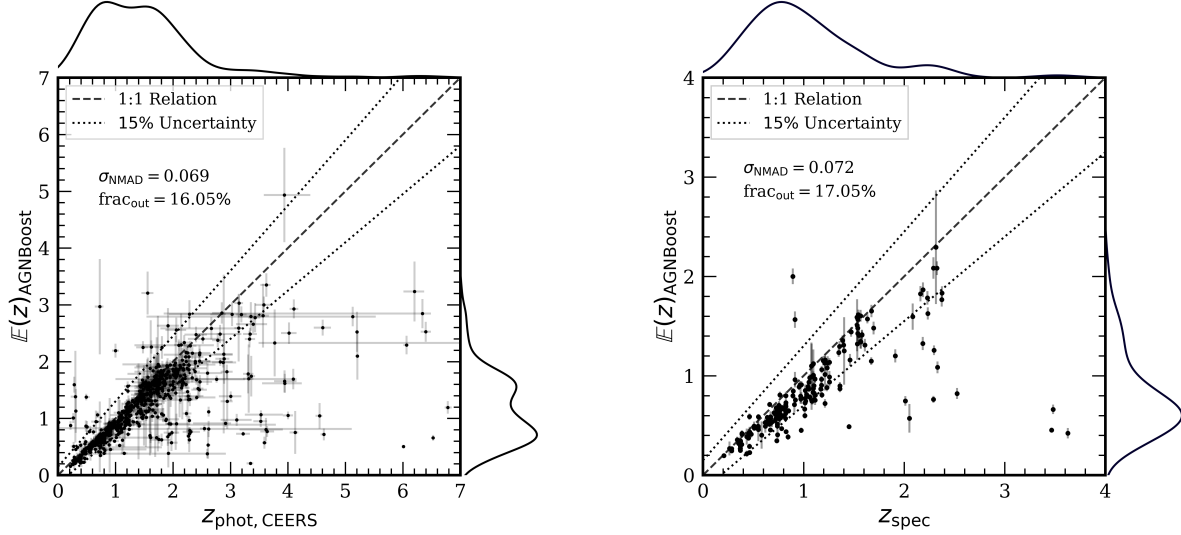 7
6
5
4
3
2
1
0
0 1 2 3 4 5 6 7
1:1 Relation
15% Uncertainty
σNMAD = 0.069
fracout = 16.05%
𝔼(z)AGNBoost
zphot, CEERS
4
3
2
1
0
0 1 2 3 4
1:1 Relation
15% Uncertainty
σNMAD = 0.072
fracout = 17.05%
𝔼(z)AGNBoost
zspec